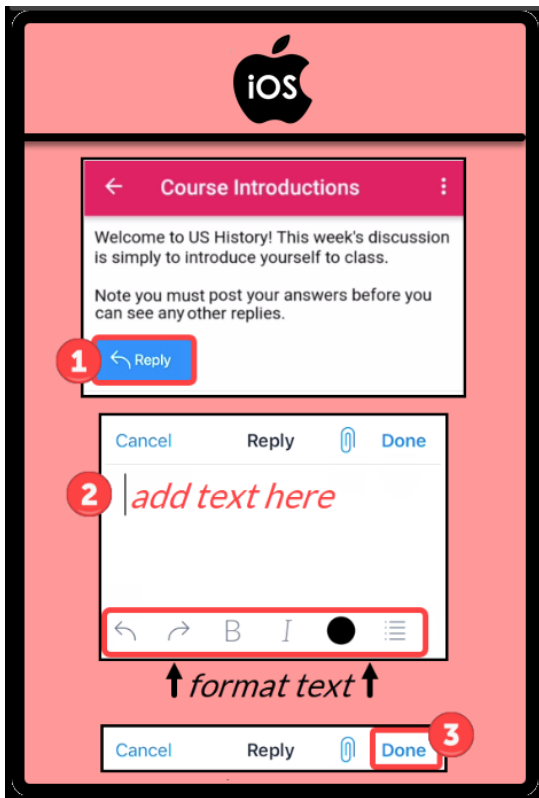 iOS
Course Introductions
Welcome to US History! This week's discussion
is simply to introduce yourself to class.
Note you must post your answers before you
can see any other replies.
1
Reply
Cancel Reply Done
2 add text here
B I
format text
3
Cancel Reply Done